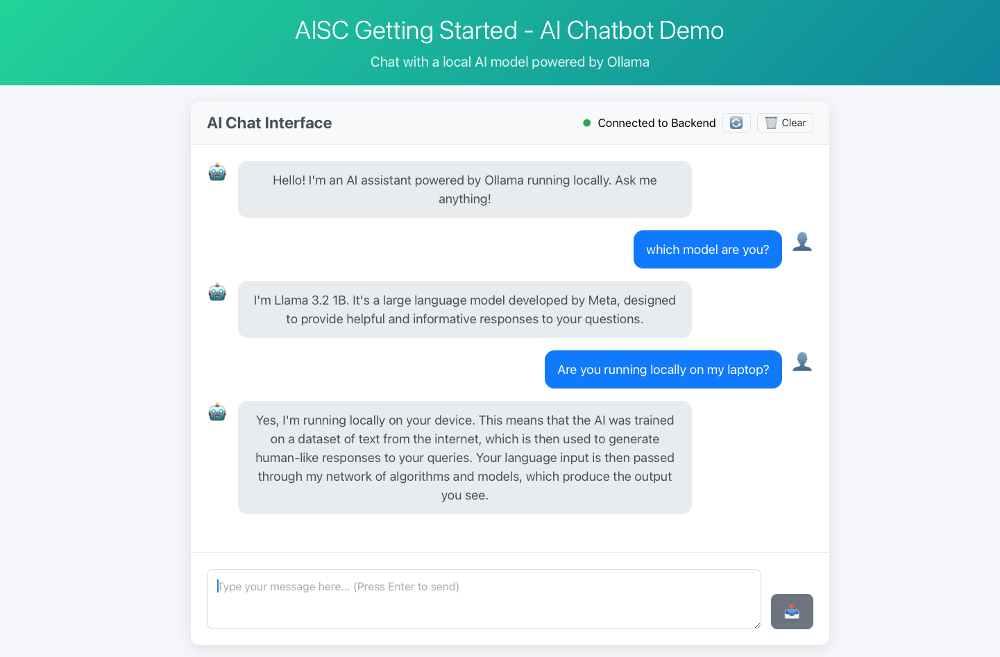 AISC Getting Started - AI Chatbot Demo
Chat with a local AI model powered by Ollama
AI Chat Interface
Connected to Backend
Clear
Hello! I'm an AI assistant powered by Ollama running locally. Ask me
anything!
which model are you?
I'm Llama 3.2 1B. It's a large language model developed by Meta, designed
to provide helpful and informative responses to your questions.
Are you running locally on my laptop?
Yes, I'm running locally on your device. This means that the AI was trained
on a dataset of text from the internet, which is then used to generate
human-like responses to your queries. Your language input is then passed
through my network of algorithms and models, which produce the output
you see.
Type your message here... (Press Enter to send)